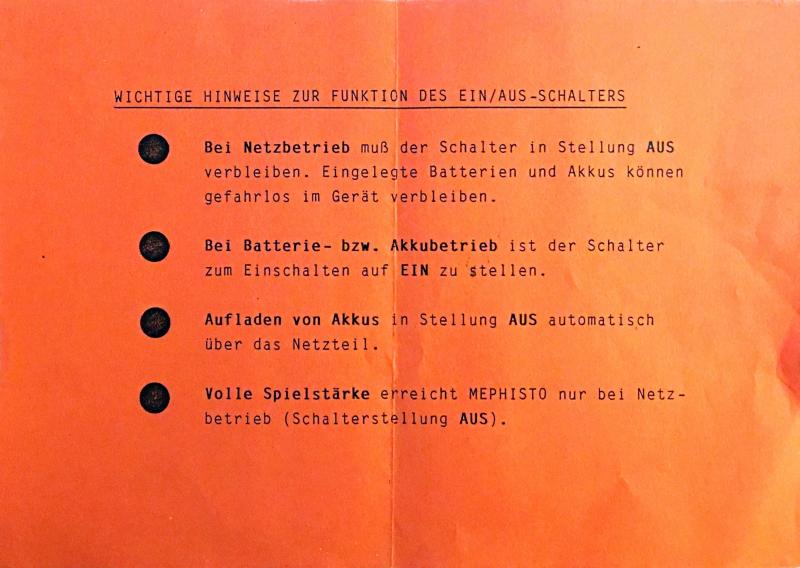 WICHTIGE HINWEISE ZUR FUNKTION DES EIN/AUS-SCHALTERS
Bei Netzbetrieb muß der Schalter in Stellung AUS
verbleiben. Eingelegte Batterien und Akkus können
gefahrlos im Gerät verbleiben.
Bei Batterie- bzw. Akkubetrieb ist der Schalter
zum Einschalten auf EIN zu stellen.
Aufladen von Akkus in Stellung AUS automatisch
über das Netzteil.
Volle Spielstärke erreicht MEPHISTO nur bei Netz-
betrieb (Schalterstellung AUS).